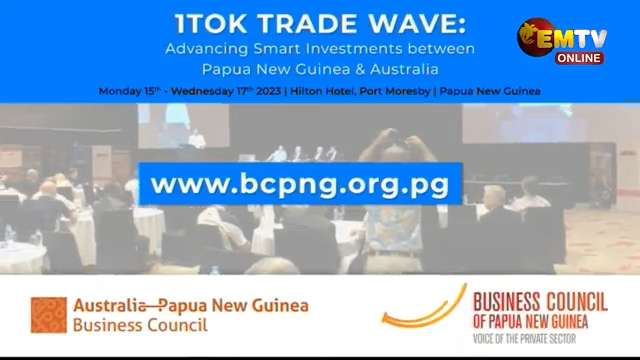 1TOK TRADE WAVE:
EMTV
ONLINE
Advancing Smart Investments between
Papua New Guinea & Australia
Monday 15th - Wednesday 17th 2023 | Hilton Hotel, Port Moresby | Papua New Guinea
www.bcpng.org.pg
Australia—Papua New Guinea
Business Council
BUSINESS COUNCIL
OF PAPUA NEW GUINEA
VOICE OF THE PRIVATE SECTOR